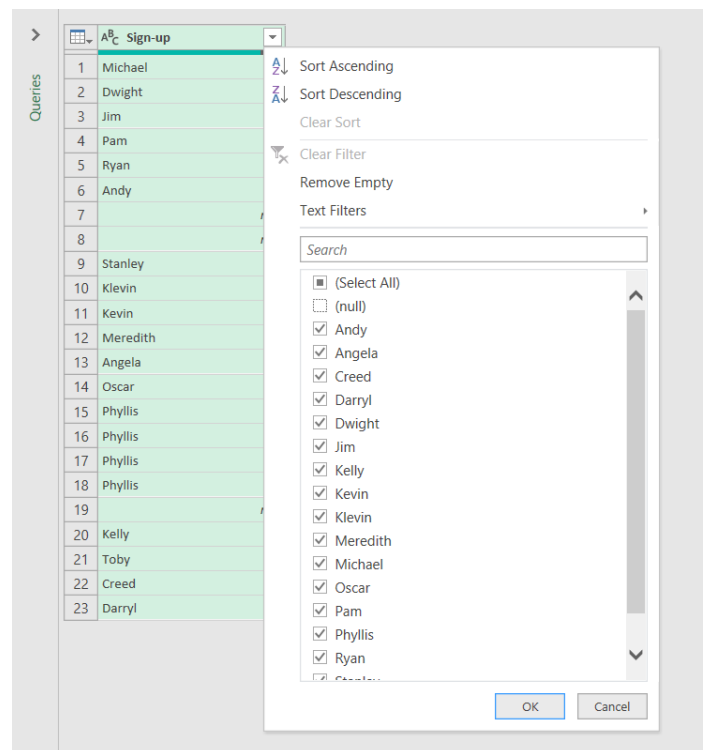 Queries
ABC Sign-up
1 Michael
2 Dwight
3 Jim
4 Pam
5 Ryan
6 Andy
7
8
9 Stanley
10 Klevin
11 Kevin
12 Meredith
13 Angela
14 Oscar
15 Phyllis
16 Phyllis
17 Phyllis
18 Phyllis
19
20 Kelly
21 Toby
22 Creed
23 Darryl
AZ Sort Ascending
ZA Sort Descending
Clear Sort
Clear Filter
Remove Empty
Text Filters
Search
(Select All)
(null)
Andy
Angela
Creed
Darryl
Dwight
Jim
Kelly
Kevin
Klevin
Meredith
Michael
Oscar
Pam
Phyllis
Ryan
OK Cancel